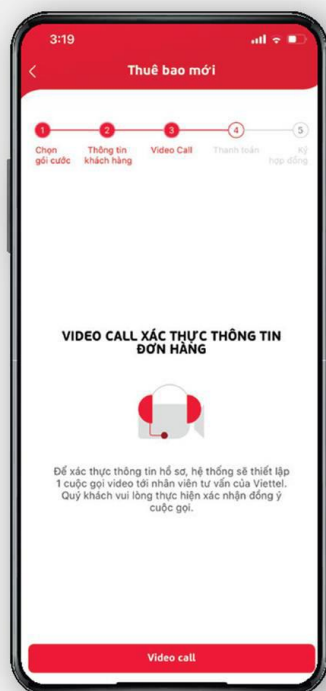 3:19
Thuê bao mới
1 2 3 4 5
Chọn gói cước
Thông tin khách hàng
Video Call
Thanh toán
Ký hợp đồng
VIDEO CALL XÁC THỰC THÔNG TIN
ĐƠN HÀNG
Để xác thực thông tin hồ sơ, hệ thống sẽ thiết lập
1 cuộc gọi video tới nhân viên tư vấn của Viettel.
Quý khách vui lòng thực hiện xác nhận đồng ý
cuộc gọi.
Video call